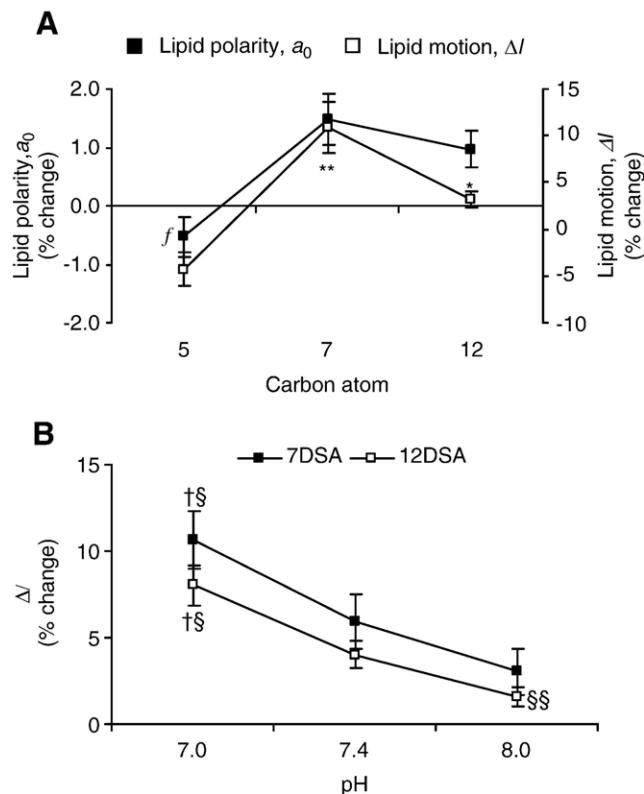 A
Lipid polarity, a₀
Lipid motion, Δl
Lipid polarity,a₀
(% change)
2.0
1.0
0.0
-1.0
-2.0
f
**
*
15
10
5
0
-5
-10
Lipid motion, Δl
(% change)
5
7
12
Carbon atom
B
7DSA
12DSA
Δl
(% change)
15
10
5
0
†§
†§
§§
7.0
7.4
8.0
pH